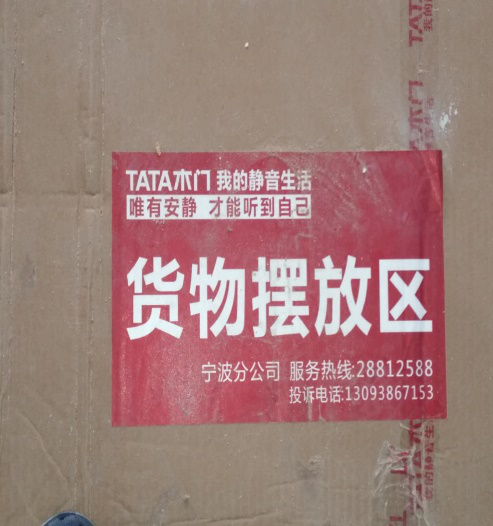 TATA木门 我的静音生活
唯有安静 才能听到自己
货物摆放区
宁波分公司 服务热线:28812588
投诉电话:13093867153